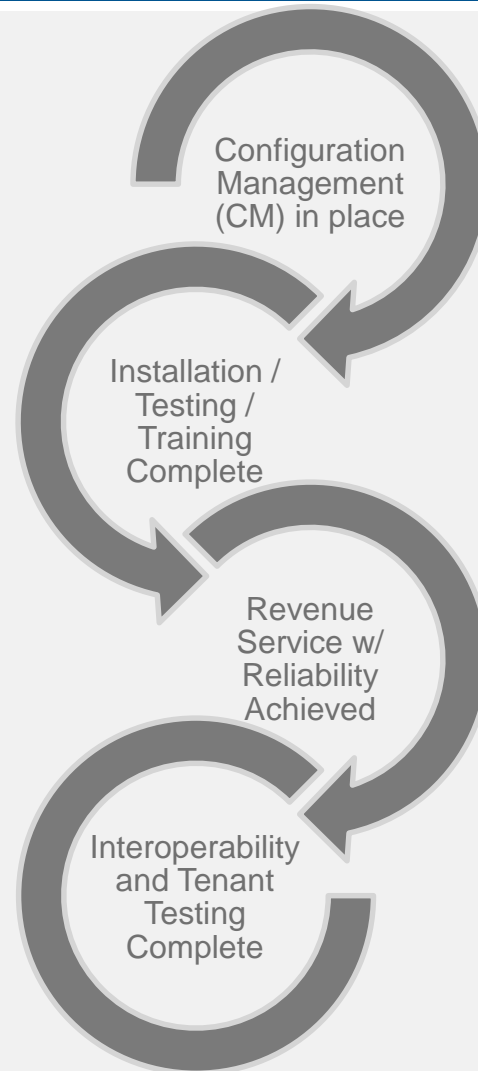 Configuration
Management
(CM) in place
Installation /
Testing /
Training
Complete
Revenue
Service w/
Reliability
Achieved
Interoperability
and Tenant
Testing
Complete